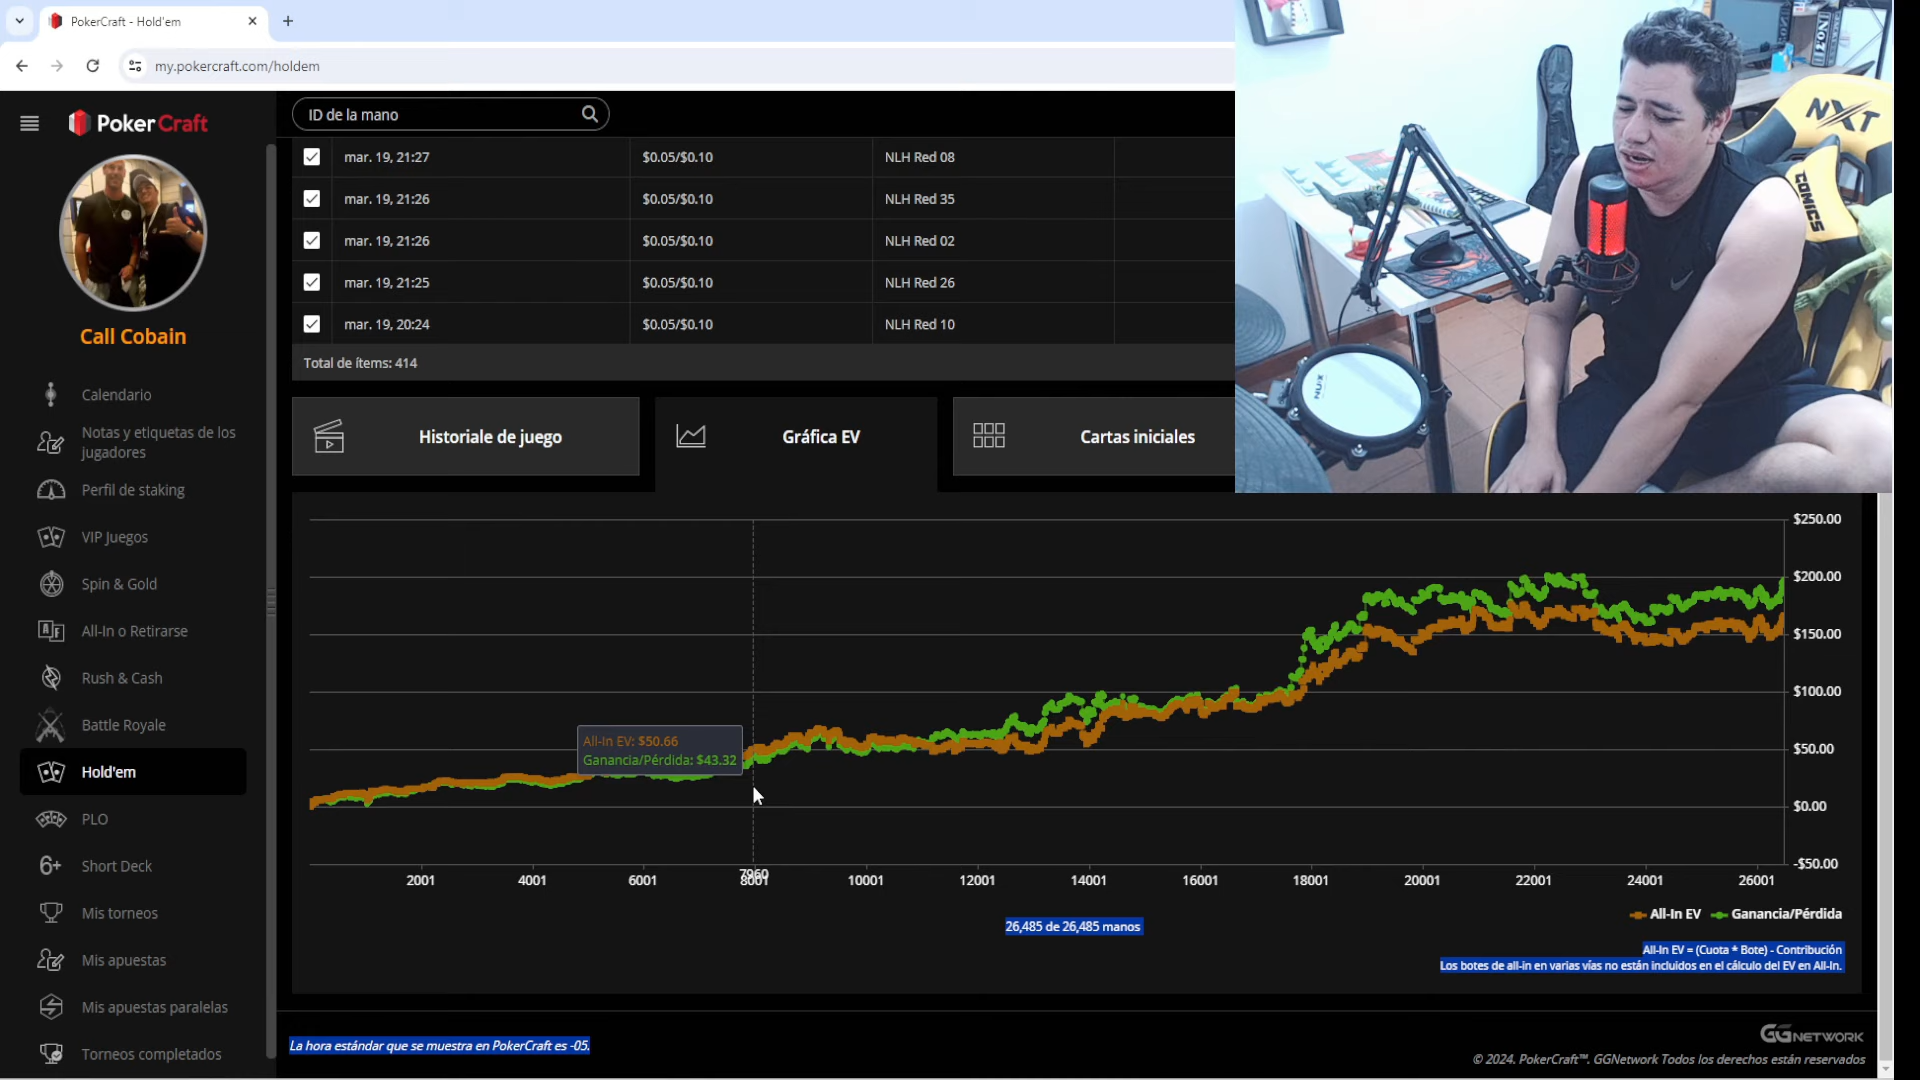 PokerCraft - Hold'em
my.pokercraft.com/holdem
PokerCraft
ID de la mano
mar. 19, 21:27 $0.05/$0.10 NLH Red 08
mar. 19, 21:26 $0.05/$0.10 NLH Red 35
mar. 19, 21:26 $0.05/$0.10 NLH Red 02
mar. 19, 21:25 $0.05/$0.10 NLH Red 26
mar. 19, 20:24 $0.05/$0.10 NLH Red 10
Total de ítems: 414
Call Cobain
Calendario
Notas y etiquetas de los
jugadores
Perfil de staking
VIP Juegos
Spin & Gold
All-In o Retirarse
Rush & Cash
Battle Royale
Hold'em
PLO
6+ Short Deck
Mis torneos
Mis apuestas
Mis apuestas paralelas
Torneos completados
Historiale de juego
Gráfica EV
Cartas iniciales
NXT
CONICS
NUX
$250.00
$200.00
$150.00
$100.00
$50.00
$0.00
-$50.00
All-In EV: $50.66
Ganancia/Pérdida: $43.32
2001 4001 6001 8001 10001 12001 14001 16001 18001 20001 22001 24001 26001
7960
All-In EV Ganancia/Pérdida
26,485 de 26,485 manos
All-In EV = (Cuota * Bote) - Contribución
Los botes de all-in en varias vías no están incluidos en el cálculo del EV en All-In.
La hora estándar que se muestra en PokerCraft es -05.
GGNETWORK
© 2024. PokerCraft™. GGNetwork Todos los derechos están reservados